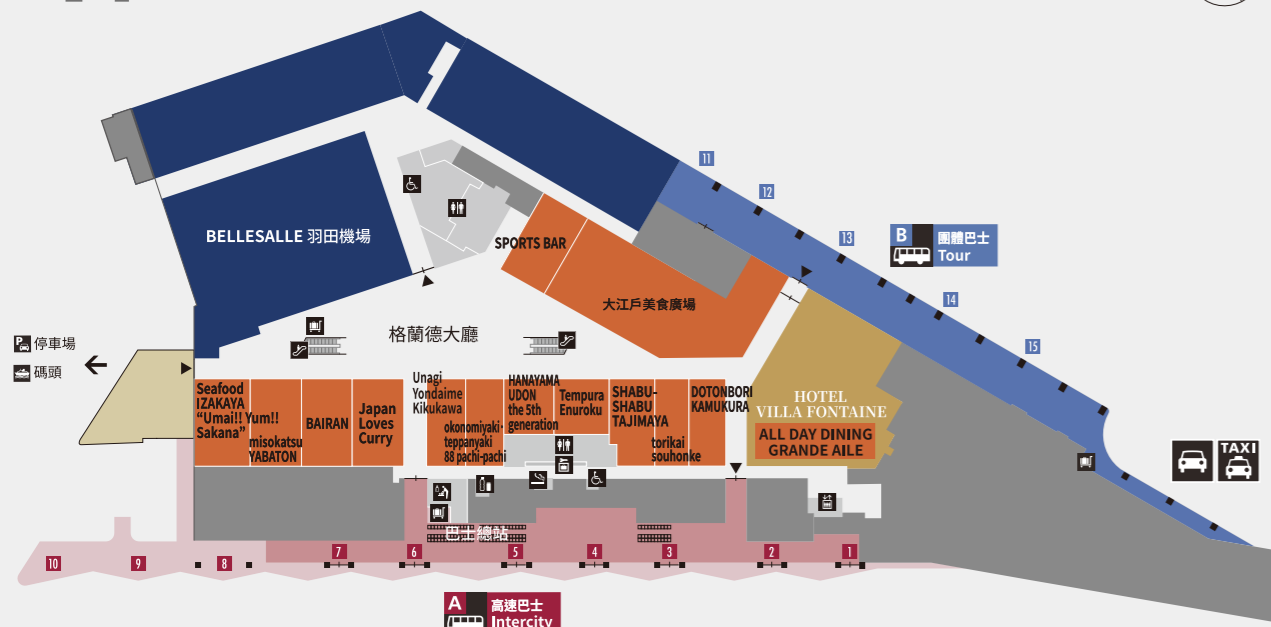 11
12
13
B
團體巴士
Tour
14
15
BELLESALLE 羽田機場
SPORTS BAR
大江戶美食廣場
格蘭德大廳
P
停車場
碼頭
Seafood
IZAKAYA
“Umai!! Yum!!
Sakana”
misokatsu
YABATON
BAIRAN
Japan
Loves
Curry
Unagi
Yondaime
Kikukawa
okonomiyaki·
teppanyaki
88 pachi-pachi
HANAYAMA
UDON
the 5th
generation
Tempura
Enuroku
SHABU-
SHABU
TAJIMAYA
torikai
souhonke
DOTONBORI
KAMUKURA
HOTEL
VILLA FONTAINE
ALL DAY DINING
GRANDE AILE
TAXI
巴士總站
10
9
8
7
6
5
4
3
2
1
A
高速巴士
Intercity